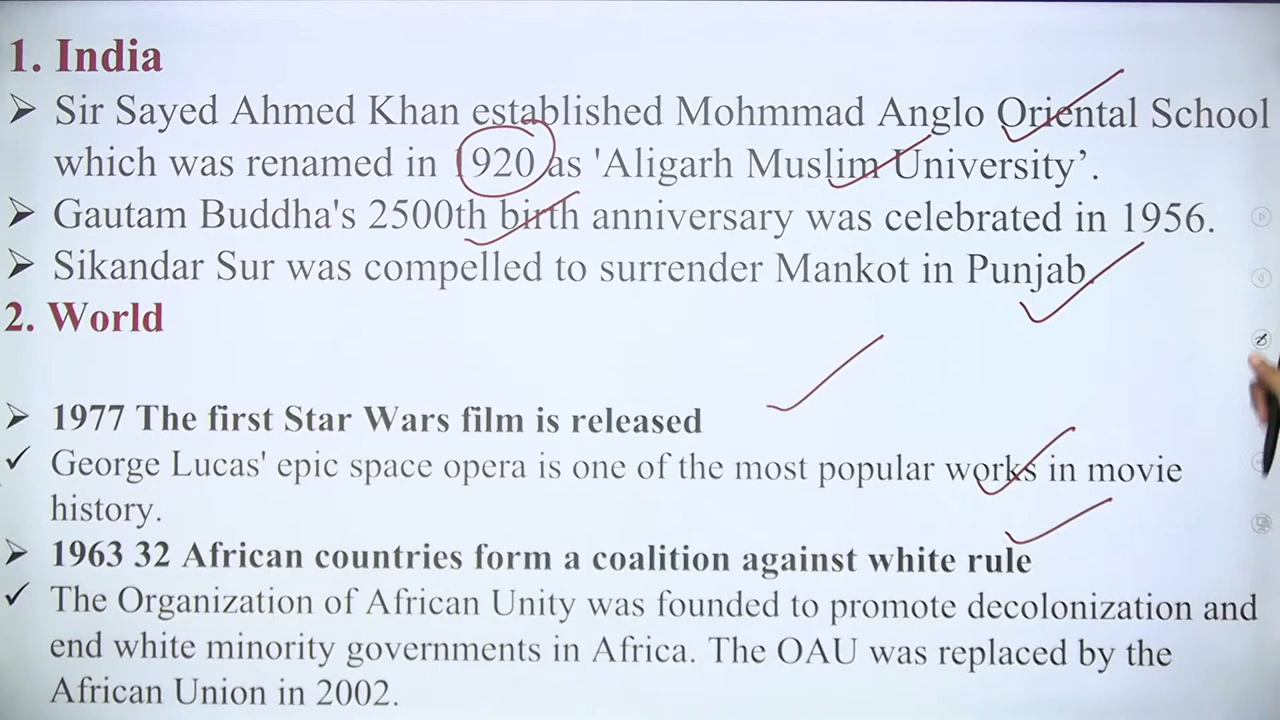 1. India
➢ Sir Sayed Ahmed Khan established Mohmmad Anglo Oriental School
which was renamed in 1920 as 'Aligarh Muslim University’.
➢ Gautam Buddha's 2500th birth anniversary was celebrated in 1956.
➢ Sikandar Sur was compelled to surrender Mankot in Punjab.
2. World
➢ 1977 The first Star Wars film is released
✓ George Lucas' epic space opera is one of the most popular works in movie
history.
➢ 1963 32 African countries form a coalition against white rule
✓ The Organization of African Unity was founded to promote decolonization and
end white minority governments in Africa. The OAU was replaced by the
African Union in 2002.